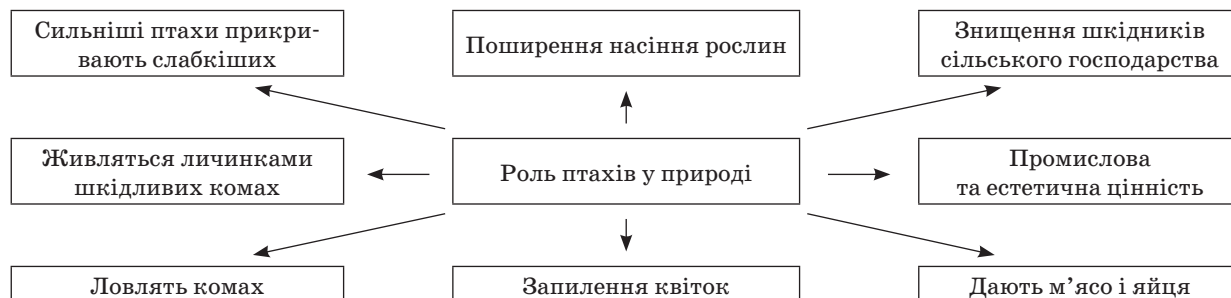 Сильніші птахи прикри-
вають слабкіших
Поширення насіння рослин
Знищення шкідників
сільського господарства
Живляться личинками
шкідливих комах
Роль птахів у природі
Промислова
та естетична цінність
Ловлять комах
Запилення квіток
Дають м’ясо і яйця